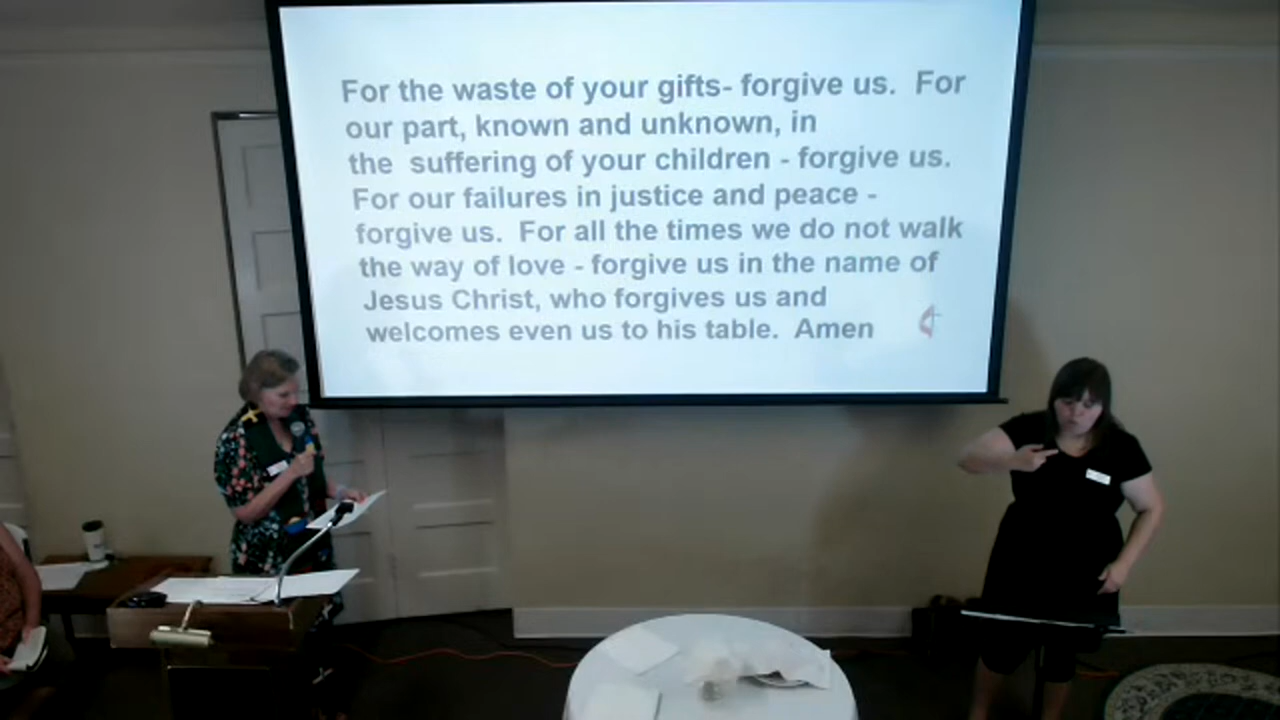 For the waste of your gifts- forgive us.  For
our part, known and unknown, in
the  suffering of your children - forgive us.
For our failures in justice and peace -
forgive us.  For all the times we do not walk
the way of love - forgive us in the name of
Jesus Christ, who forgives us and
welcomes even us to his table.  Amen